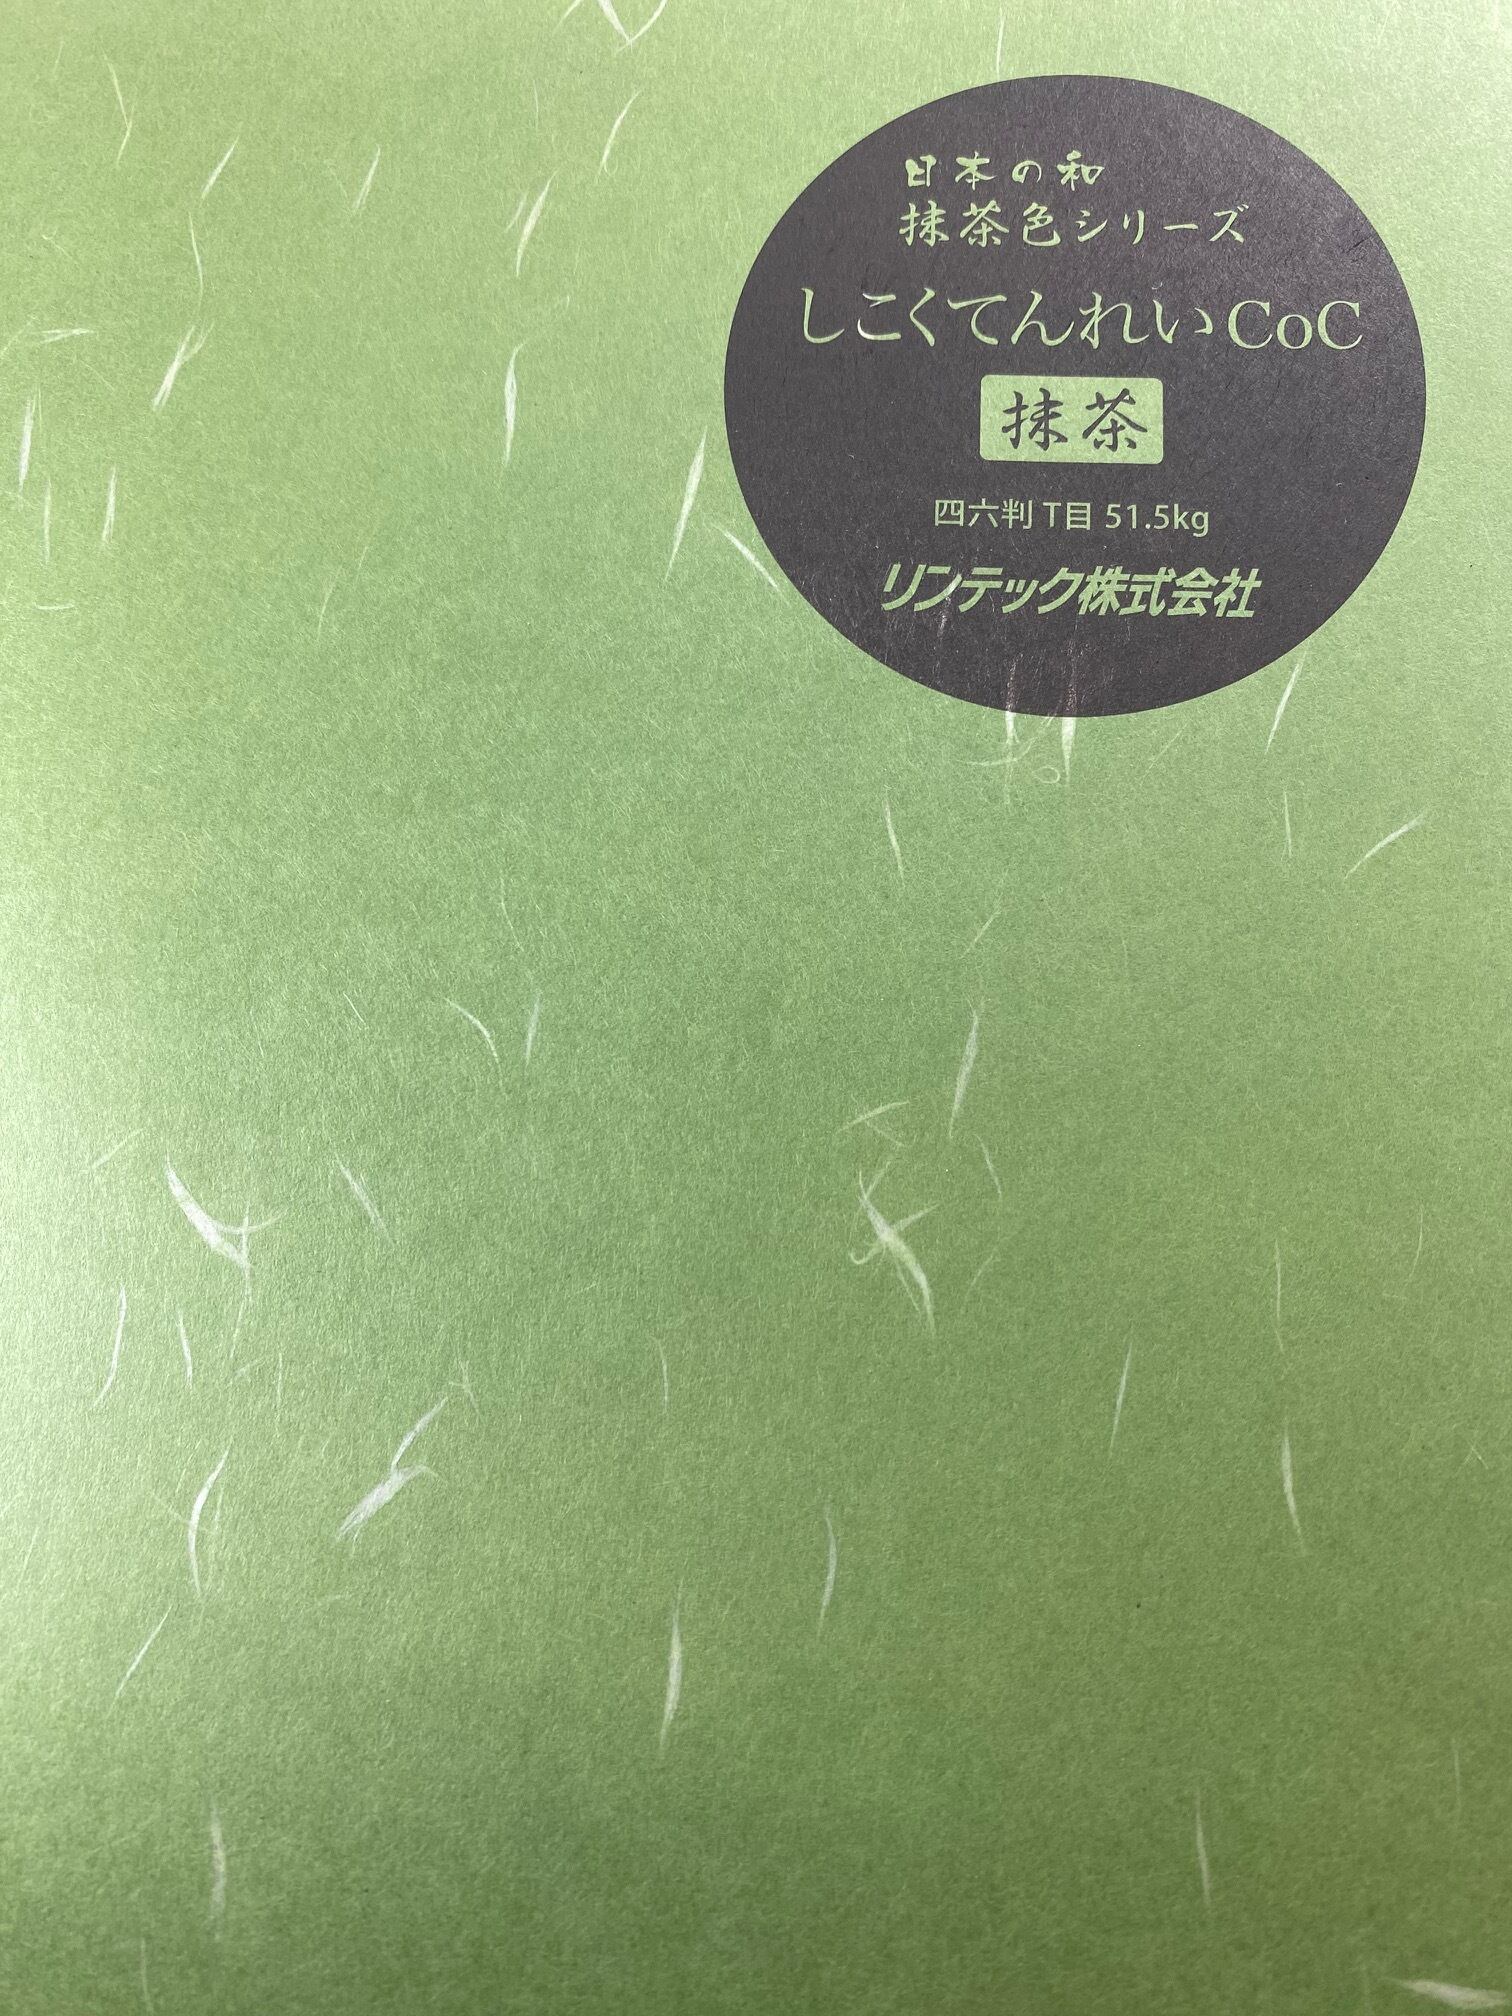 日本の和
抹茶色シリーズ
しこくてんれいCoC
抹茶
四六判 T目 51.5kg
リンテック株式会社